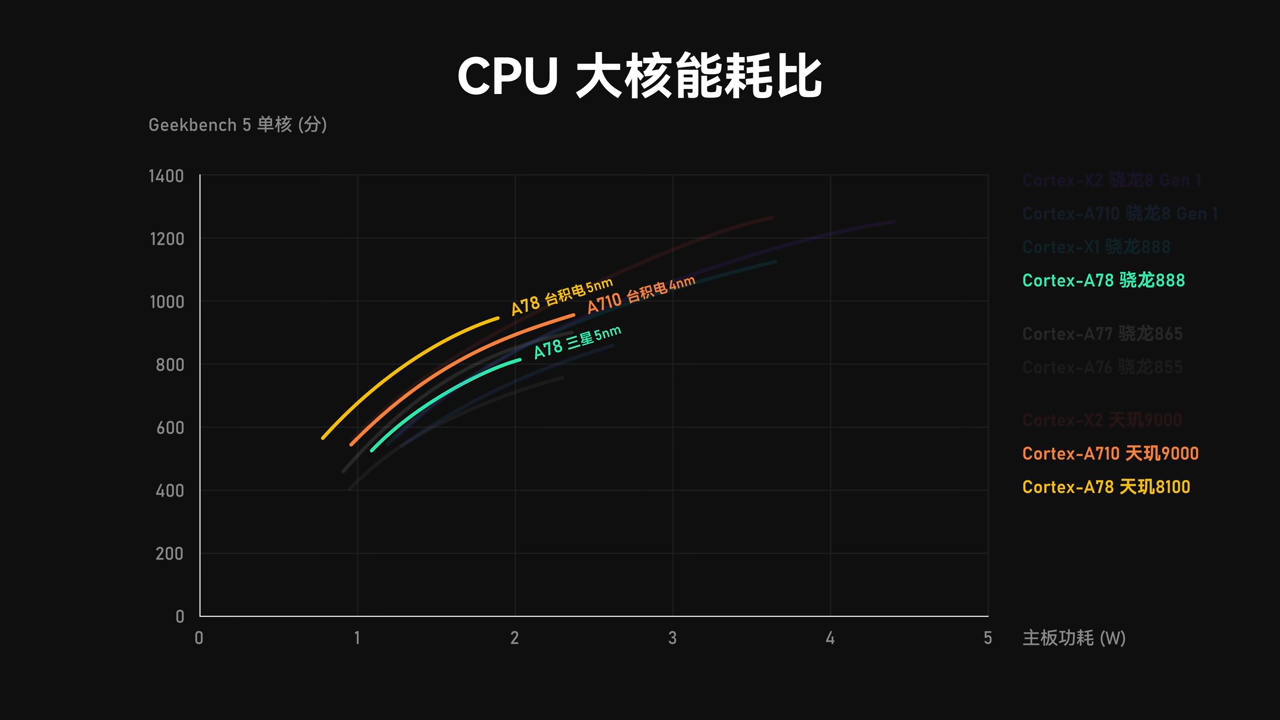 CPU 大核能耗比
Geekbench 5 单核 (分)
1400
1200
1000
800
600
400
200
0
0
1
2
3
4
5
主板功耗 (W)
A78 台积电5nm
A710 台积电4nm
A78 三星5nm
Cortex-X2 骁龙8 Gen 1
Cortex-A710 骁龙8 Gen 1
Cortex-X1 骁龙888
Cortex-A78 骁龙888
Cortex-A77 骁龙865
Cortex-A76 骁龙855
Cortex-X2 天玑9000
Cortex-A710 天玑9000
Cortex-A78 天玑8100